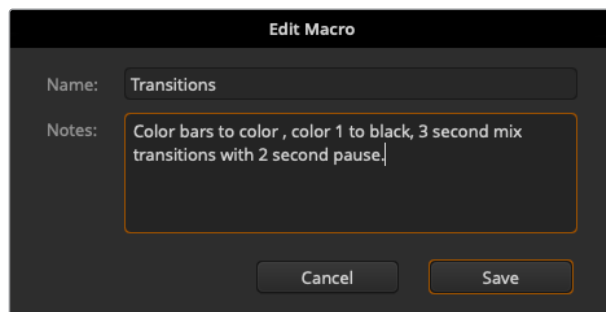 Edit Macro
Name: Transitions
Notes: Color bars to color , color 1 to black, 3 second mix
transitions with 2 second pause.
Cancel Save